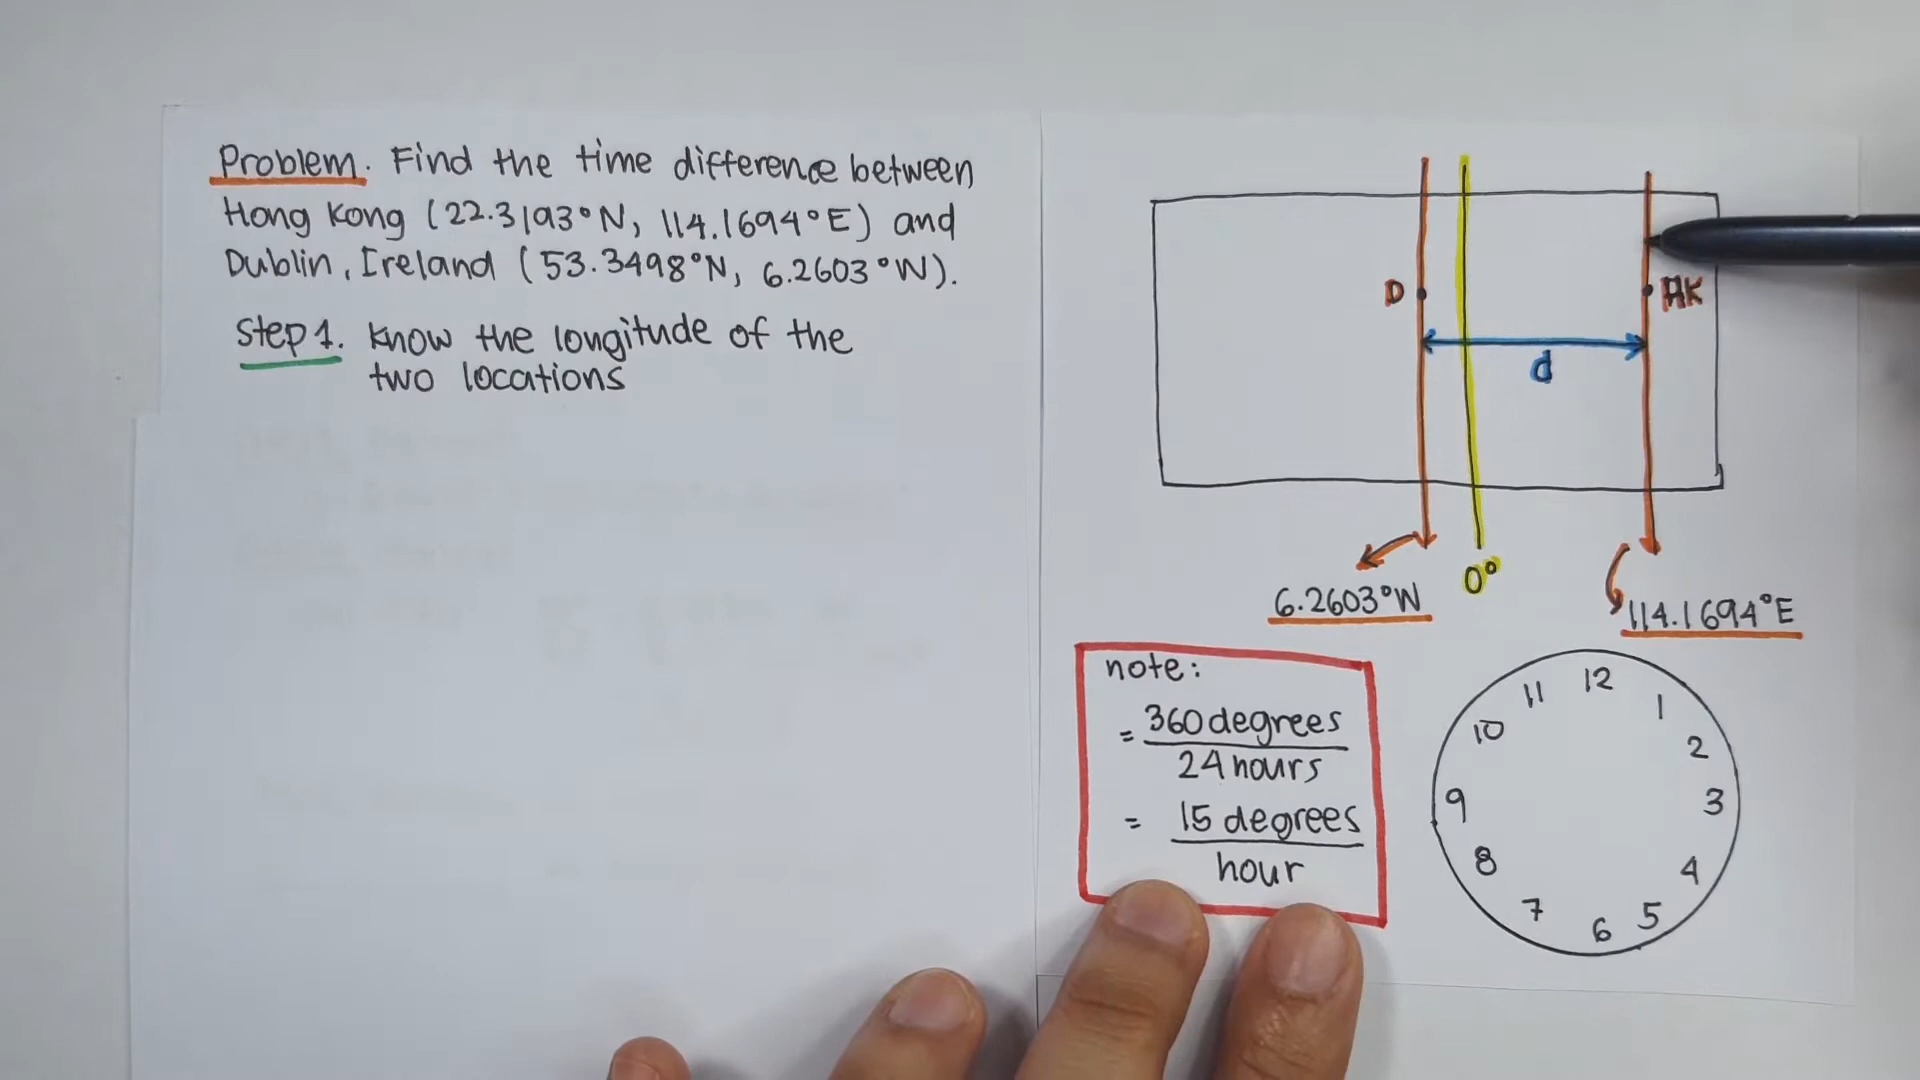 Problem. Find the time difference between
Hong Kong (22.3193°N, 114.1694°E) and
Dublin, Ireland (53.3498°N, 6.2603°W).
Step 1. Know the longitude of the
two locations
D
HK
d
0°
6.2603°W
114.1694°E
note:
= 360 degrees
24 hours
= 15 degrees
hour
12
11
1
10
2
9
3
8
4
7
5
6